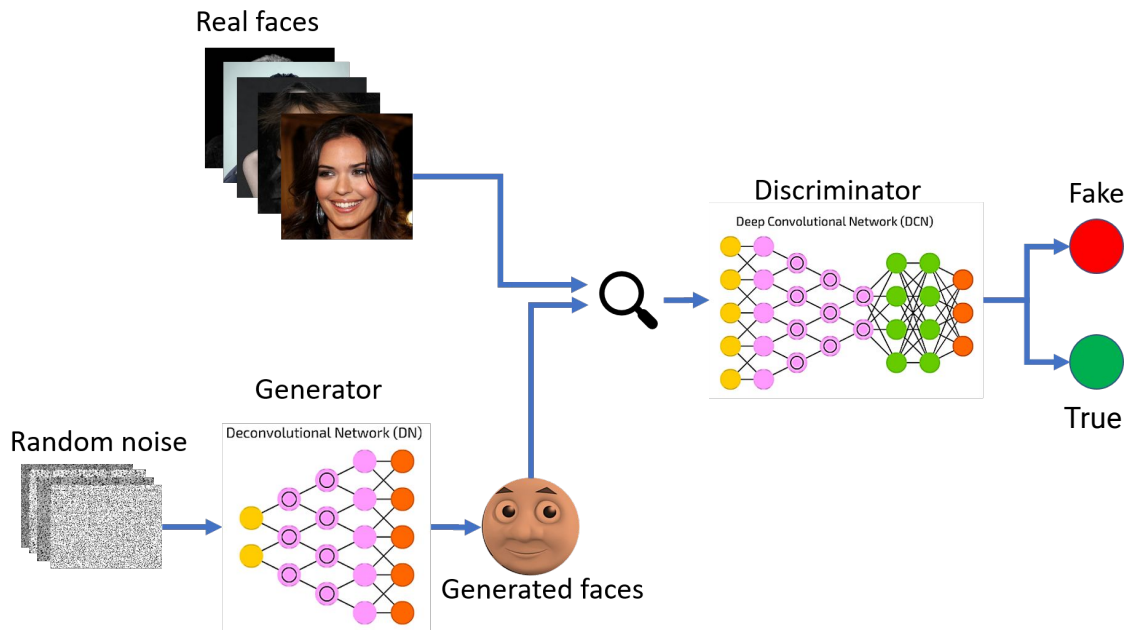 Real faces
Discriminator
Deep Convolutional Network (DCN)
Fake
True
Generator
Deconvolutional Network (DN)
Random noise
Generated faces